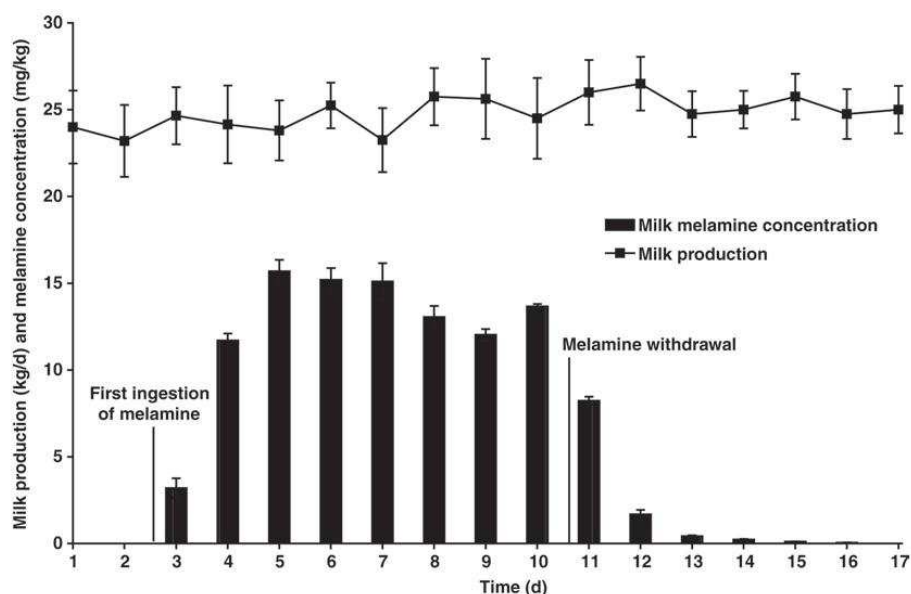 Milk production (kg/d) and melamine concentration (mg/kg)
30
25
20
15
10
5
0
Milk melamine concentration
Milk production
First ingestion
of melamine
Melamine withdrawal
1 2 3 4 5 6 7 8 9 10 11 12 13 14 15 16 17
Time (d)